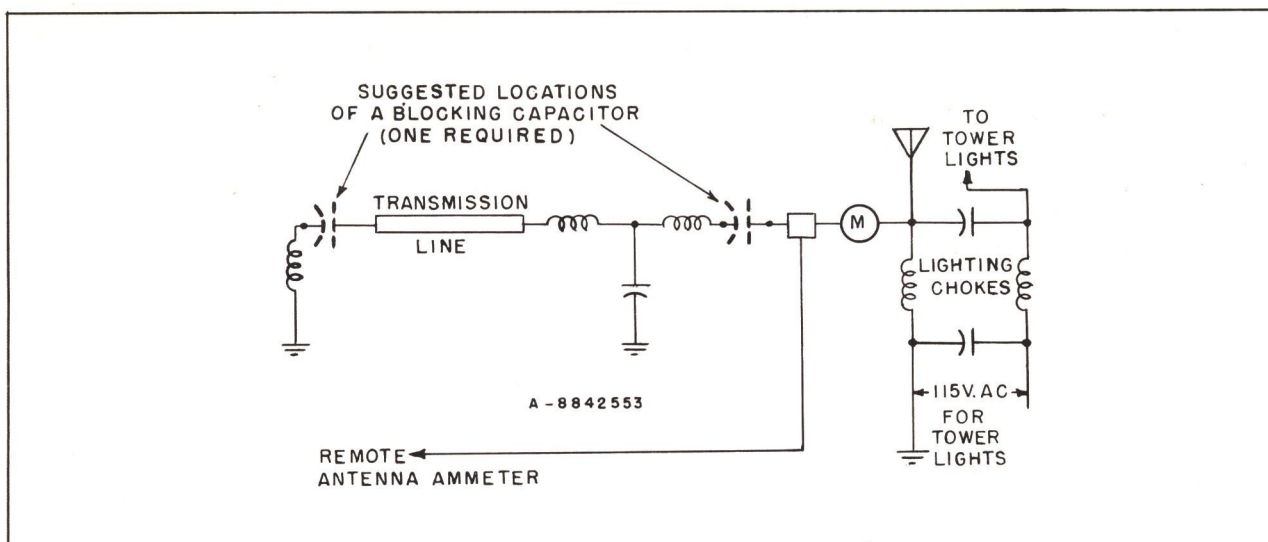 SUGGESTED LOCATIONS
OF A BLOCKING CAPACITOR
(ONE REQUIRED)
TRANSMISSION
LINE
M
TO
TOWER
LIGHTS
LIGHTING
CHOKES
115V. AC
FOR
TOWER
LIGHTS
A-8842553
REMOTE
ANTENNA AMMETER